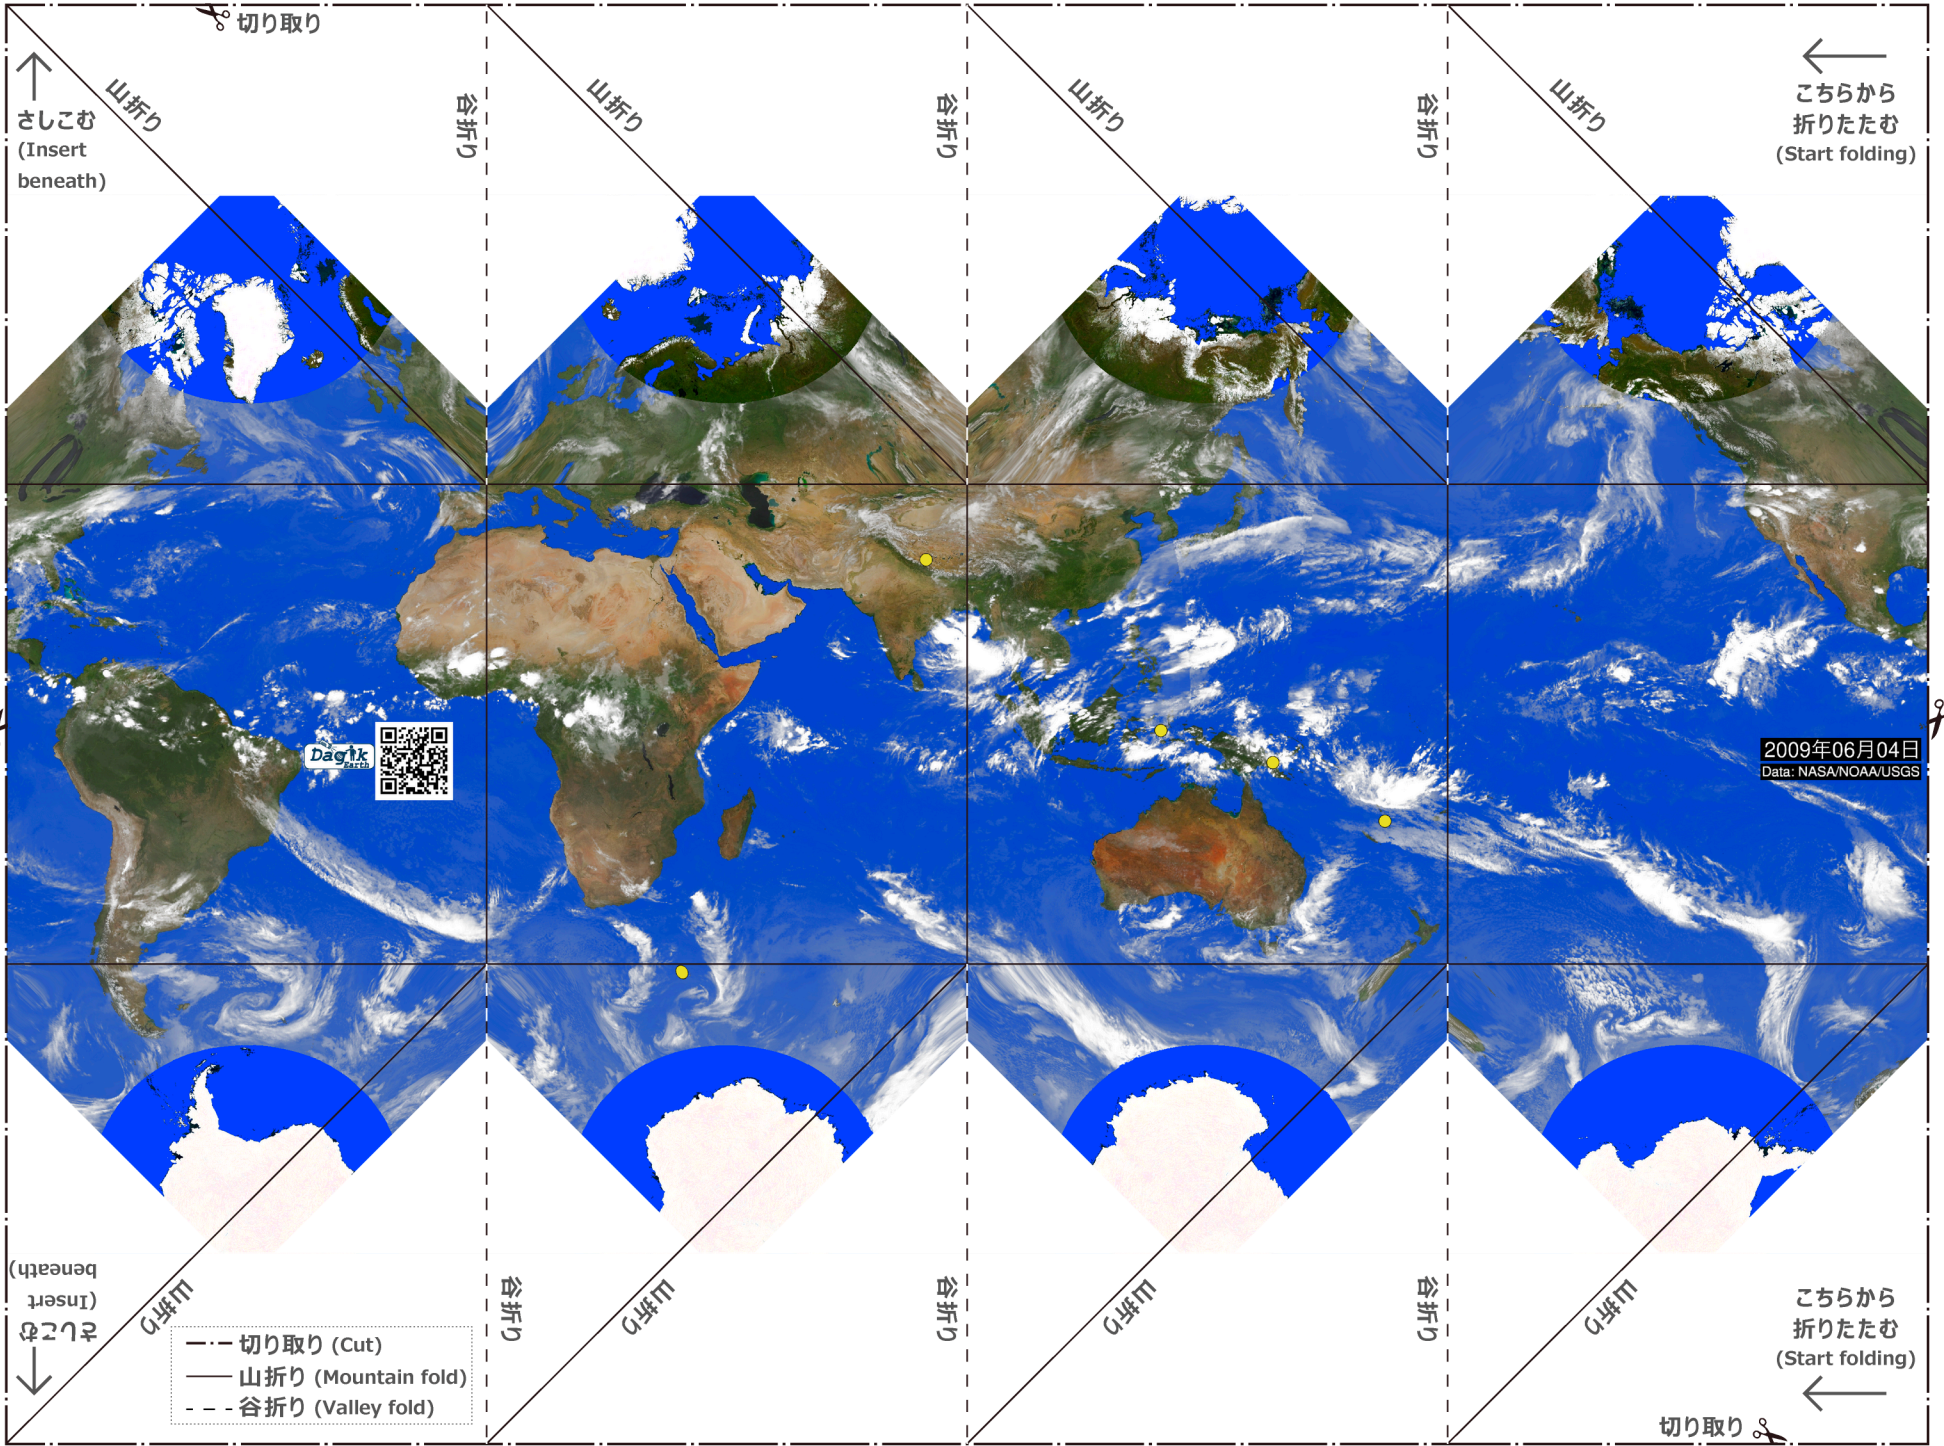 切り取り
さしこむ
(Insert
beneath)
山折り
谷折り
山折り
谷折り
山折り
谷折り
山折り
こちらから
折りたたむ
(Start folding)
Dagik
Earth
2009年06月04日
Data: NASA/NOAA/USGS
さしこむ
(Insert
beneath)
山折り
谷折り
山折り
谷折り
山折り
谷折り
山折り
こちらから
折りたたむ
(Start folding)
切り取り (Cut)
山折り (Mountain fold)
谷折り (Valley fold)
切り取り